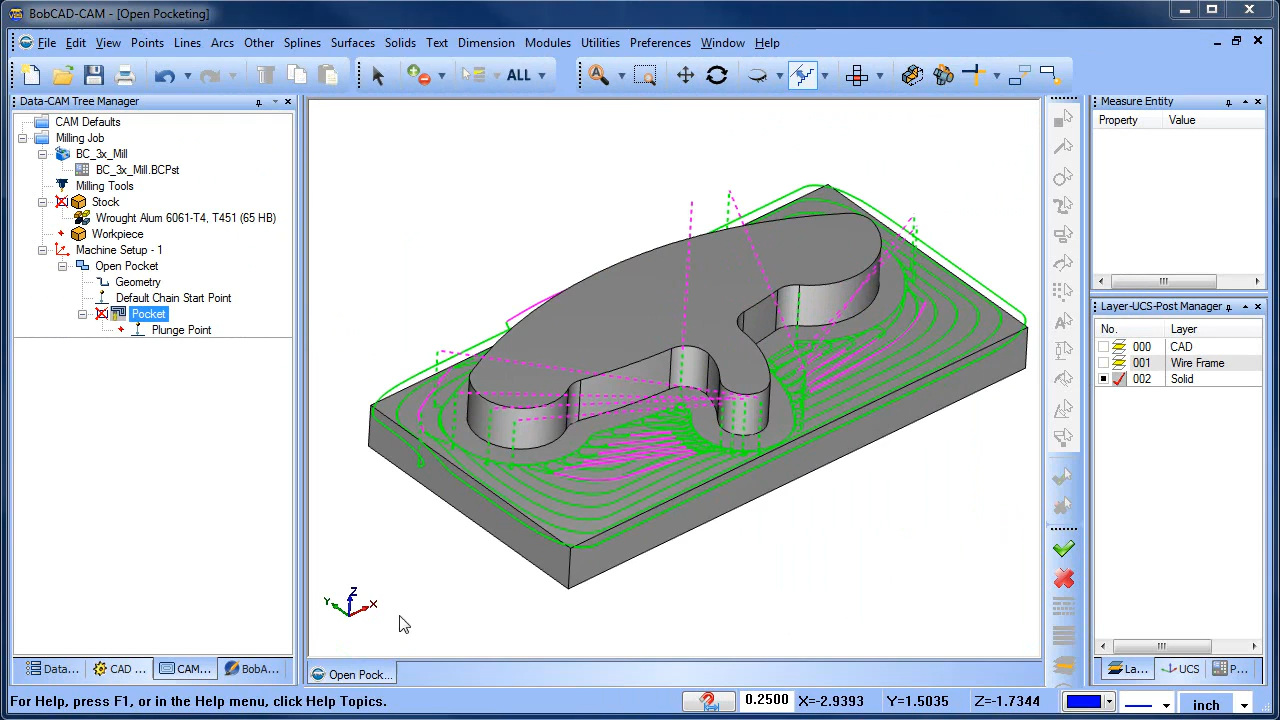 BobCAD-CAM - [Open Pocketing]
File Edit View Points Lines Arcs Other Splines Surfaces Solids Text Dimension Modules Utilities Preferences Window Help
ALL
Data-CAM Tree Manager
CAM Defaults
Milling Job
BC_3x_Mill
BC_3x_Mill.BCPst
Milling Tools
Stock
Wrought Alum 6061-T4, T451 (65 HB)
Workpiece
Machine Setup - 1
Open Pocket
Geometry
Default Chain Start Point
Pocket
Plunge Point
Data... CAD ... CAM... BobA...
Z
Y X
Open Pock...
Measure Entity
Property Value
Layer-UCS-Post Manager
No. Layer
000 CAD
001 Wire Frame
002 Solid
La... UCS P...
For Help, press F1, or in the Help menu, click Help Topics. 0.2500 X=-2.9393 Y=1.5035 Z=-1.7344 inch